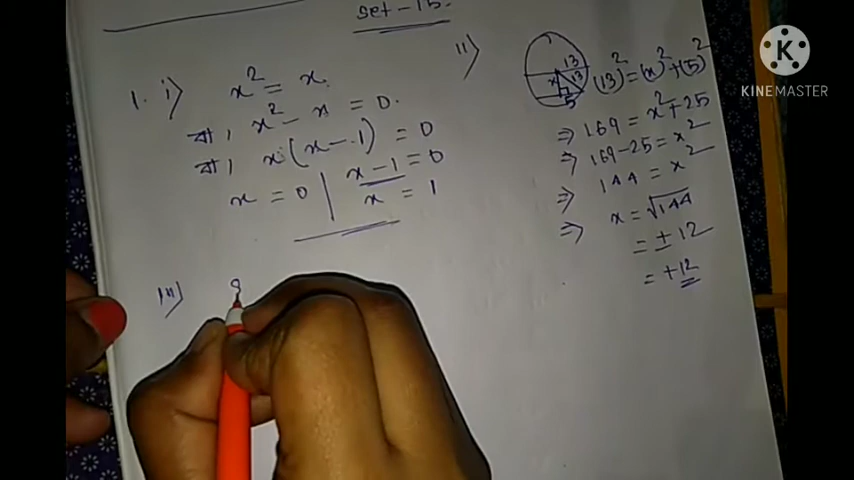 set-15.
1. i) x² = x.
বা, x² - x = 0.
বা, x(x-1) = 0
x = 0 | x-1 = 0
x = 1
ii) 13 13 x 5 (13)² = (x)² + (5)²
⇒ 169 = x² + 25
⇒ 169-25 = x²
⇒ 144 = x²
⇒ x = √144
= ± 12
= +12
iii)
K
KINEMASTER